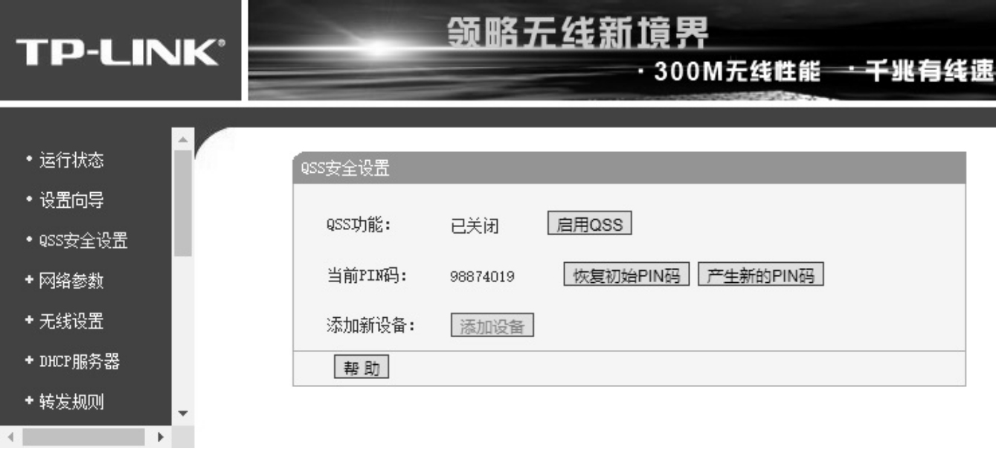 TP-LINK®
领略无线新境界
·300M无线性能 ·千兆有线速
• 运行状态
• 设置向导
• QSS安全设置
+ 网络参数
+ 无线设置
+ DHCP服务器
+ 转发规则
QSS安全设置
QSS功能： 已关闭 启用QSS
当前PIN码： 98874019 恢复初始PIN码 产生新的PIN码
添加新设备： 添加设备
帮助